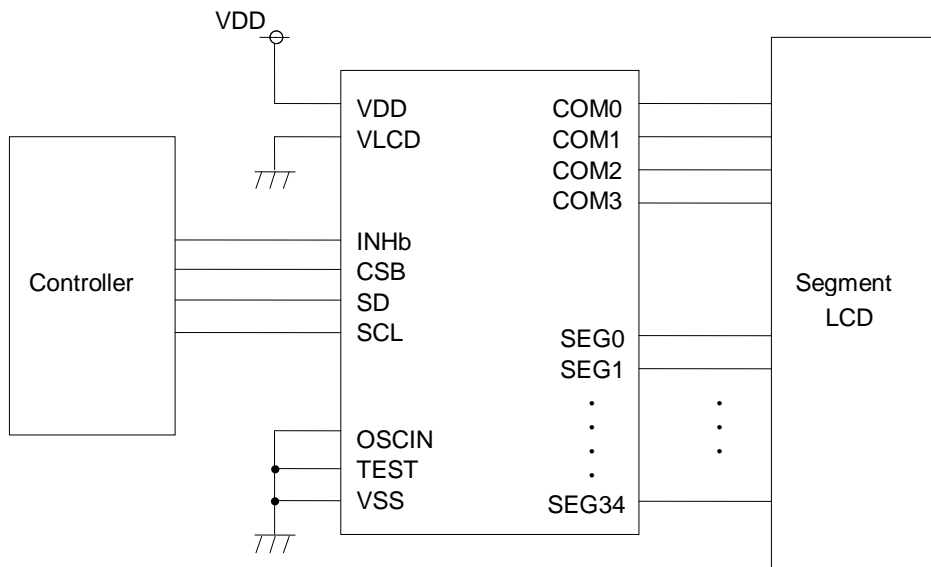 VDD
VDD
VLCD
INHb
CSB
SD
SCL
OSCIN
TEST
VSS
COM0
COM1
COM2
COM3
SEG0
SEG1
SEG34
Controller
Segment
LCD